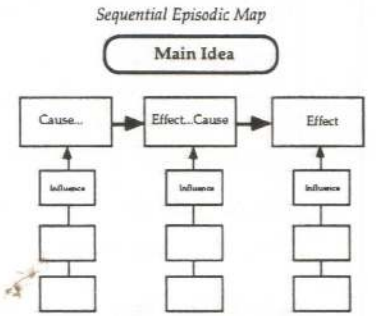 Sequential Episodic Map
Main Idea
Cause... Effect...Cause Effect
Influence Influence Influence